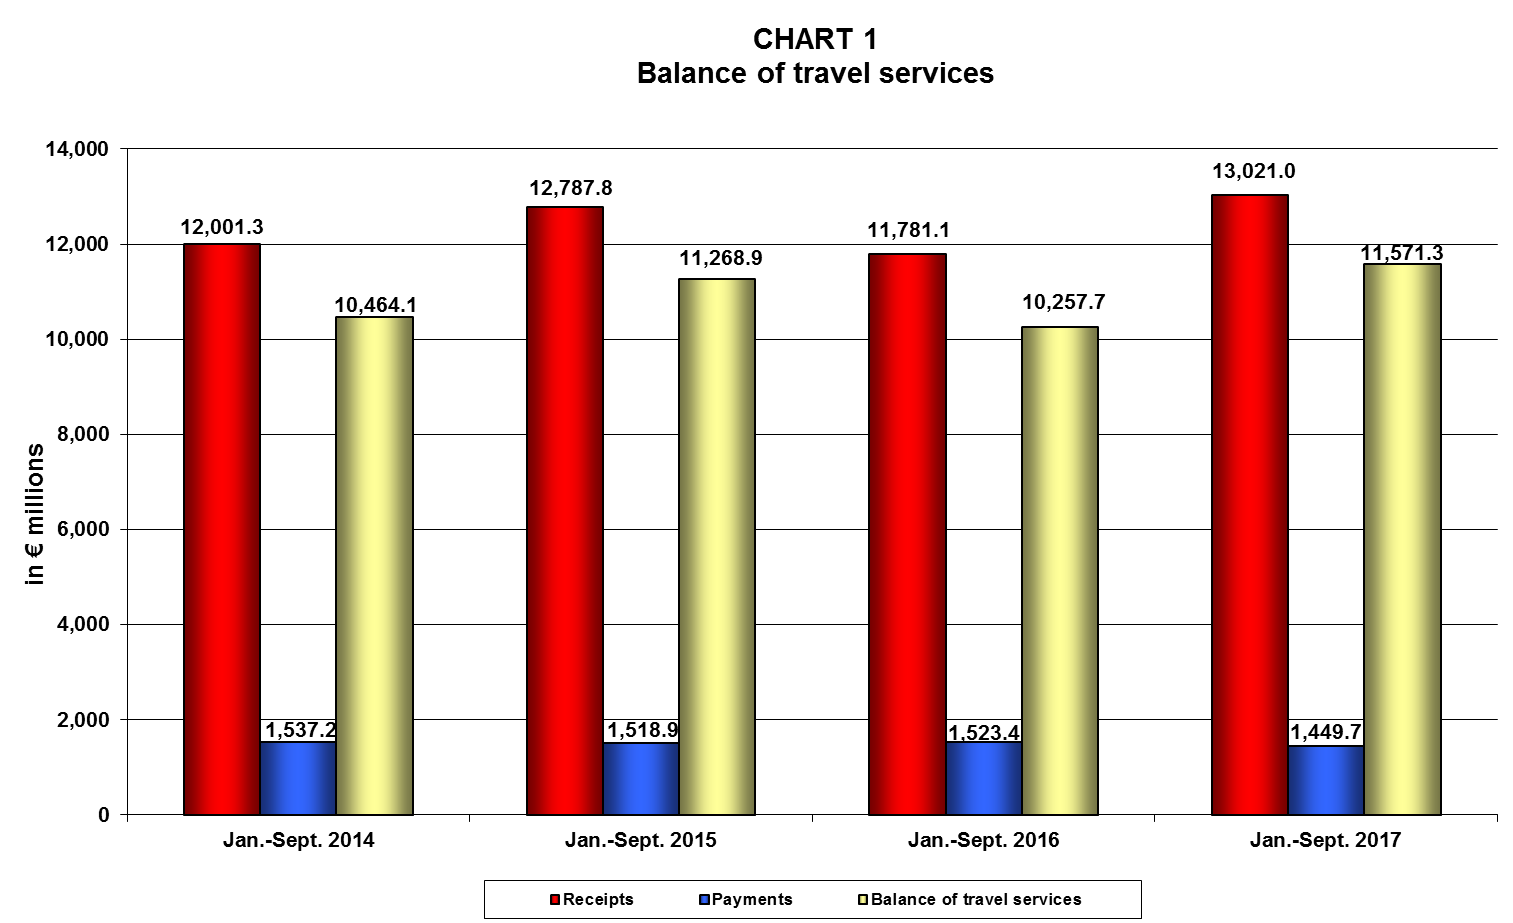 CHART 1
Balance of travel services
14,000
12,000
10,000
8,000
6,000
4,000
2,000
0
in € millions
12,001.3
1,537.2
10,464.1
12,787.8
1,518.9
11,268.9
11,781.1
1,523.4
10,257.7
13,021.0
1,449.7
11,571.3
Jan.-Sept. 2014
Jan.-Sept. 2015
Jan.-Sept. 2016
Jan.-Sept. 2017
Receipts
Payments
Balance of travel services